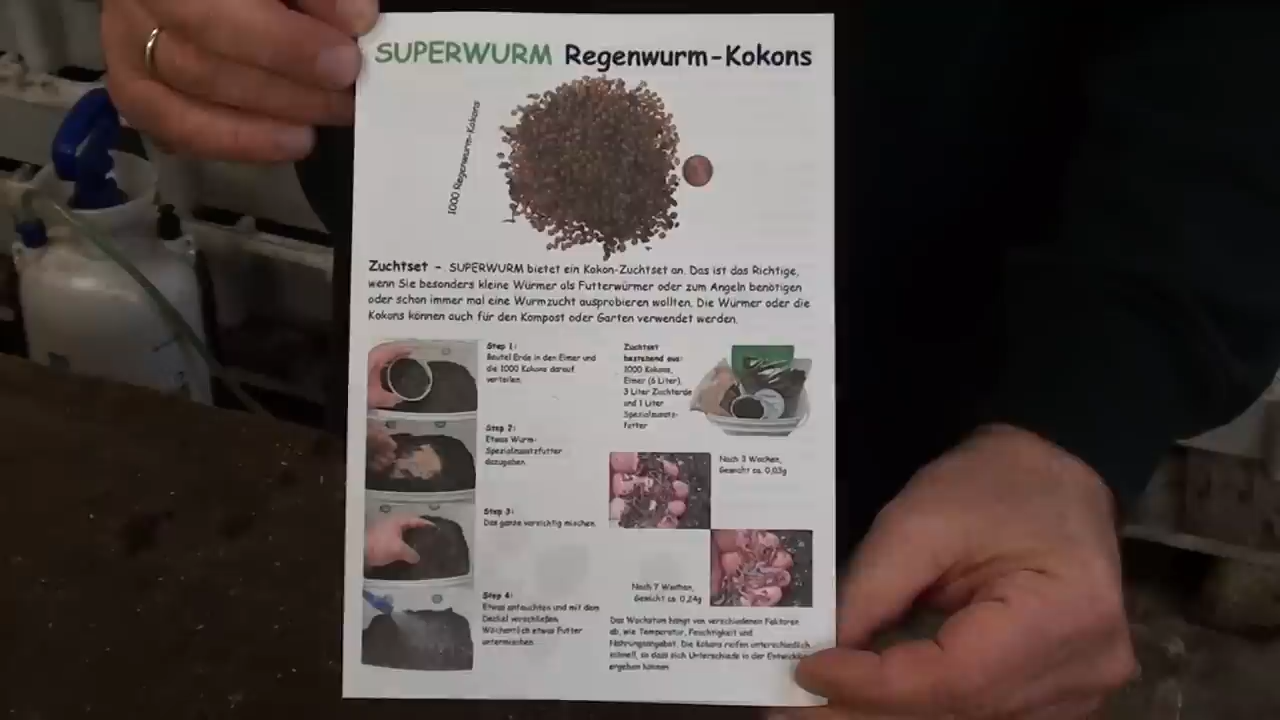 SUPERWURM Regenwurm-Kokons
1000 Regenwurm-Kokons
Zuchtset - SUPERWURM bietet ein Kokon-Zuchtset an. Das ist das Richtige,
wenn Sie besonders kleine Würmer als Futterwürmer oder zum Angeln benötigen
oder schon immer mal eine Wurmzucht ausprobieren wollten. Die Würmer oder die
Kokons können auch für den Kompost oder Garten verwendet werden.
Step 1:
Beutel Erde in den Eimer und
die 1000 Kokons darauf
verteilen.
Step 2:
Etwas Wurm-
Spezialzusatzfutter
dazugeben.
Step 3:
Das ganze vorsichtig mischen.
Step 4:
Etwas anfeuchten und mit dem
Deckel verschließen.
Wöchentlich etwas Futter
untermischen.
Zuchtset
bestehend aus:
1000 Kokons,
Eimer (6 Liter),
3 Liter Zuchterde
und 1 Liter
Spezialzusatz-
futter
Nach 3 Wochen,
Gewicht ca. 0,03g
Nach 7 Wochen,
Gewicht ca. 0,24g
Das Wachstum hängt von verschiedenen Faktoren
ab, wie Temperatur, Feuchtigkeit und
Nahrungsangebot. Die Kokons reifen unterschiedlich
schnell, so dass sich Unterschiede in der
ergeben können